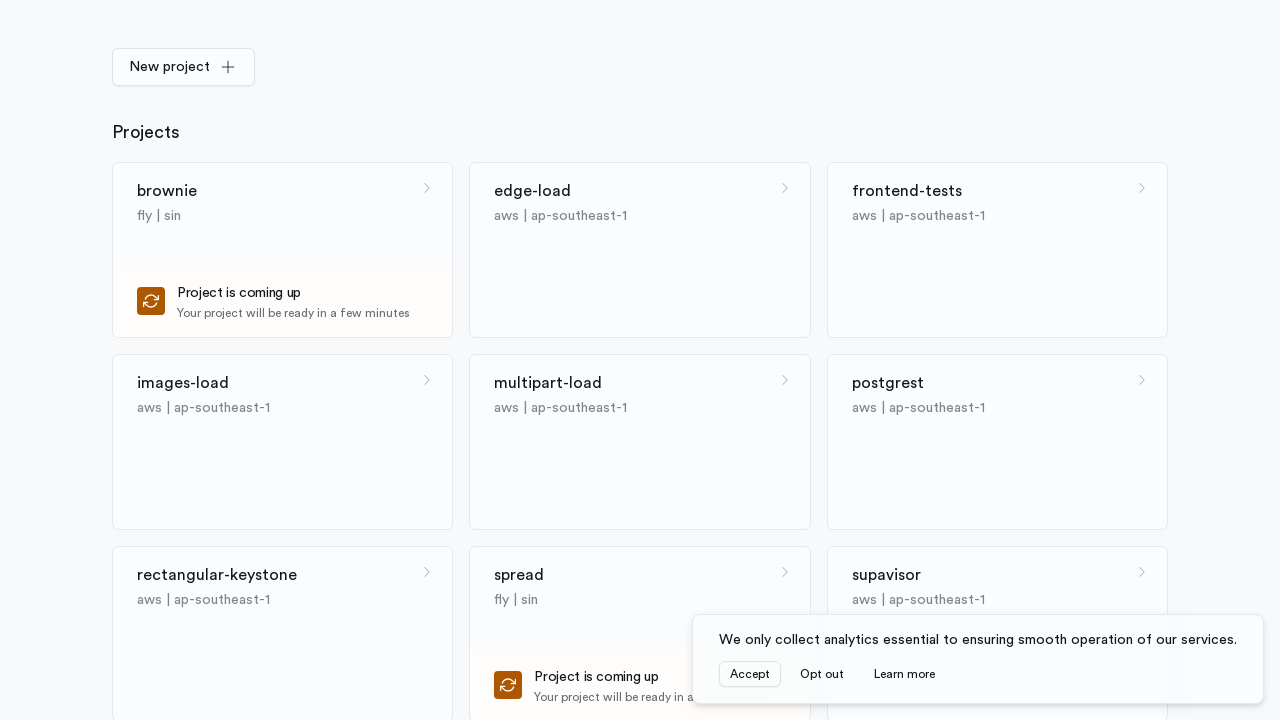 New project
Projects
brownie
fly | sin
Project is coming up
Your project will be ready in a few minutes
edge-load
aws | ap-southeast-1
frontend-tests
aws | ap-southeast-1
images-load
aws | ap-southeast-1
multipart-load
aws | ap-southeast-1
postgrest
aws | ap-southeast-1
rectangular-keystone
aws | ap-southeast-1
spread
fly | sin
Project is coming up
Your project will be ready in a
supavisor
aws | ap-southeast-1
We only collect analytics essential to ensuring smooth operation of our services.
Accept
Opt out
Learn more